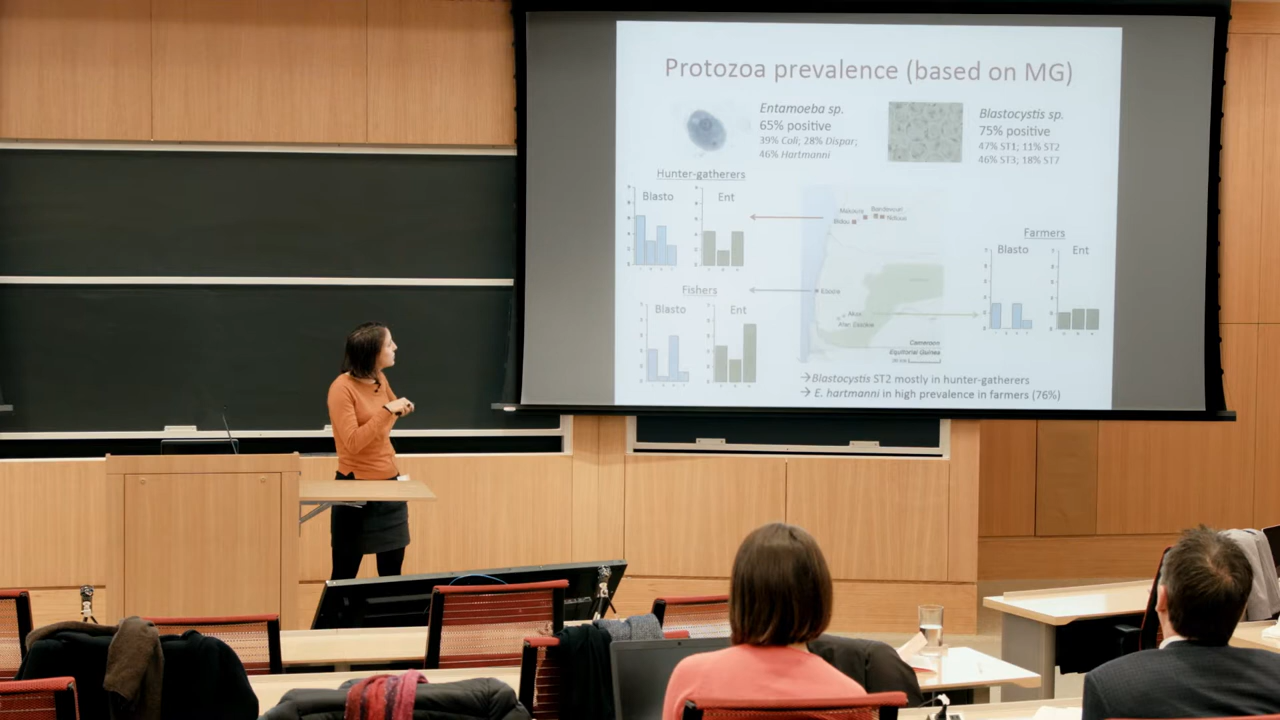 Protozoa prevalence (based on MG)
Entamoeba sp.
65% positive
39% Coli; 28% Dispar;
46% Hartmanni
Blastocystis sp.
75% positive
47% ST1; 11% ST2
46% ST3; 18% ST7
Hunter-gatherers
Blasto
Ent
Farmers
Blasto
Ent
Fishers
Blasto
Ent
Cameroon
Equitorial Guinea
→Blastocystis ST2 mostly in hunter-gatherers
→ E. hartmanni in high prevalence in farmers (76%)